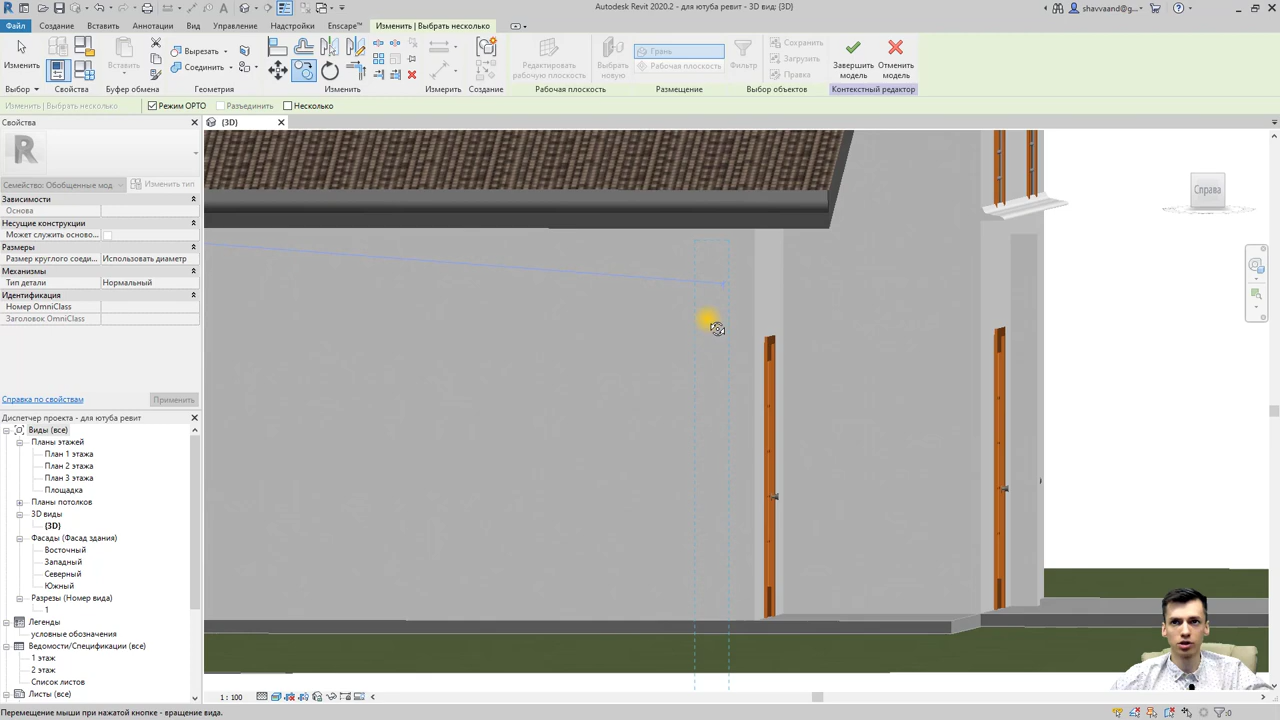 Autodesk Revit 2020.2 - для ютуба ревит - 3D вид: {3D}
shavvaand@g...
Файл
Создание
Вставить
Аннотации
Вид
Управление
Надстройки
Enscape™
Изменить | Выбрать несколько
Изменить
Вставить
Вырезать
Соединить
Редактировать
рабочую плоскость
Выбрать
новую
Грань
Рабочая плоскость
Фильтр
Сохранить
Загрузить
Правка
Завершить
модель
Отменить
модель
Выбор
Свойства
Буфер обмена
Геометрия
Изменить
Измерить
Создание
Рабочая плоскость
Размещение
Выбор объектов
Контекстный редактор
Изменить | Выбрать несколько
Режим ОРТО
Разъединить
Несколько
Свойства
{3D}
R
Семейство: Обобщенные мод
Изменить тип
Зависимости
Основа
Несущие конструкции
Может служить осново...
Размеры
Размер круглого соеди...
Использовать диаметр
Механизмы
Тип детали
Нормальный
Идентификация
Номер OmniClass
Заголовок OmniClass
Справка по свойствам
Применить
Диспетчер проекта - для ютуба ревит
Виды (все)
Планы этажей
План 1 этажа
План 2 этажа
План 3 этажа
Площадка
Планы потолков
3D виды
{3D}
Фасады (Фасад здания)
Восточный
Западный
Северный
Южный
Разрезы (Номер вида)
1
Легенды
условные обозначения
Ведомости/Спецификации (все)
1 этаж
2 этаж
Список листов
Листы (все)
Справа
1 : 100
Перемещение мыши при нажатой кнопке - вращение вида.
:0